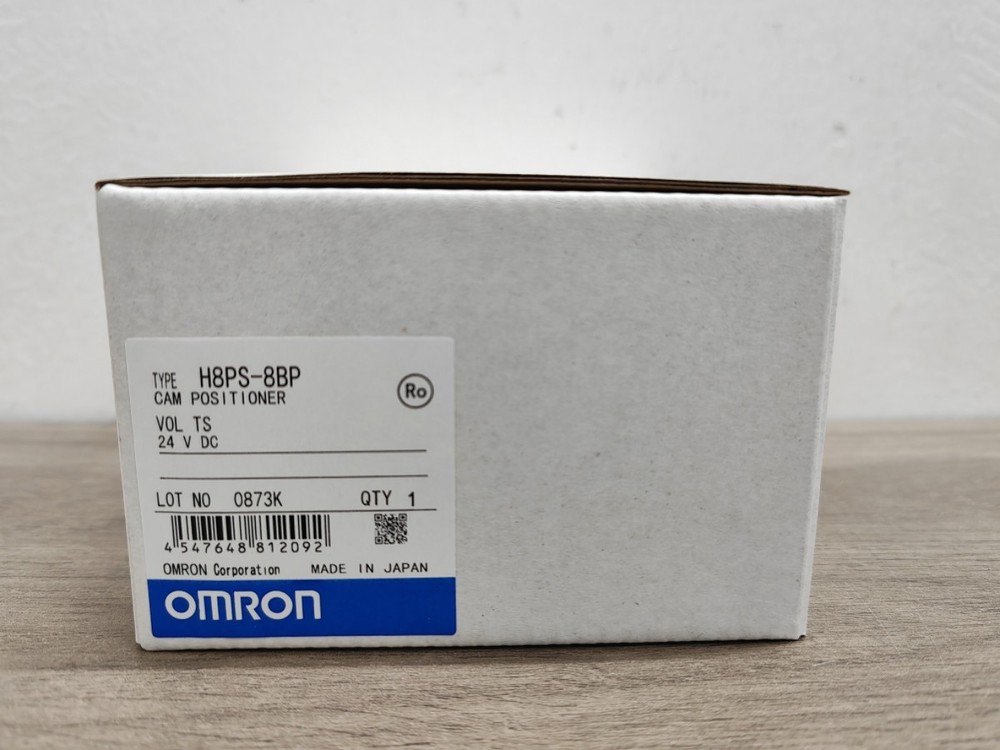 TYPE H8PS-8BP
Ro
CAM POSITIONER
VOL TS
24 V DC
LOT NO 0873K QTY 1
4 547648 812092
OMRON Corporation MADE IN JAPAN
OMRON